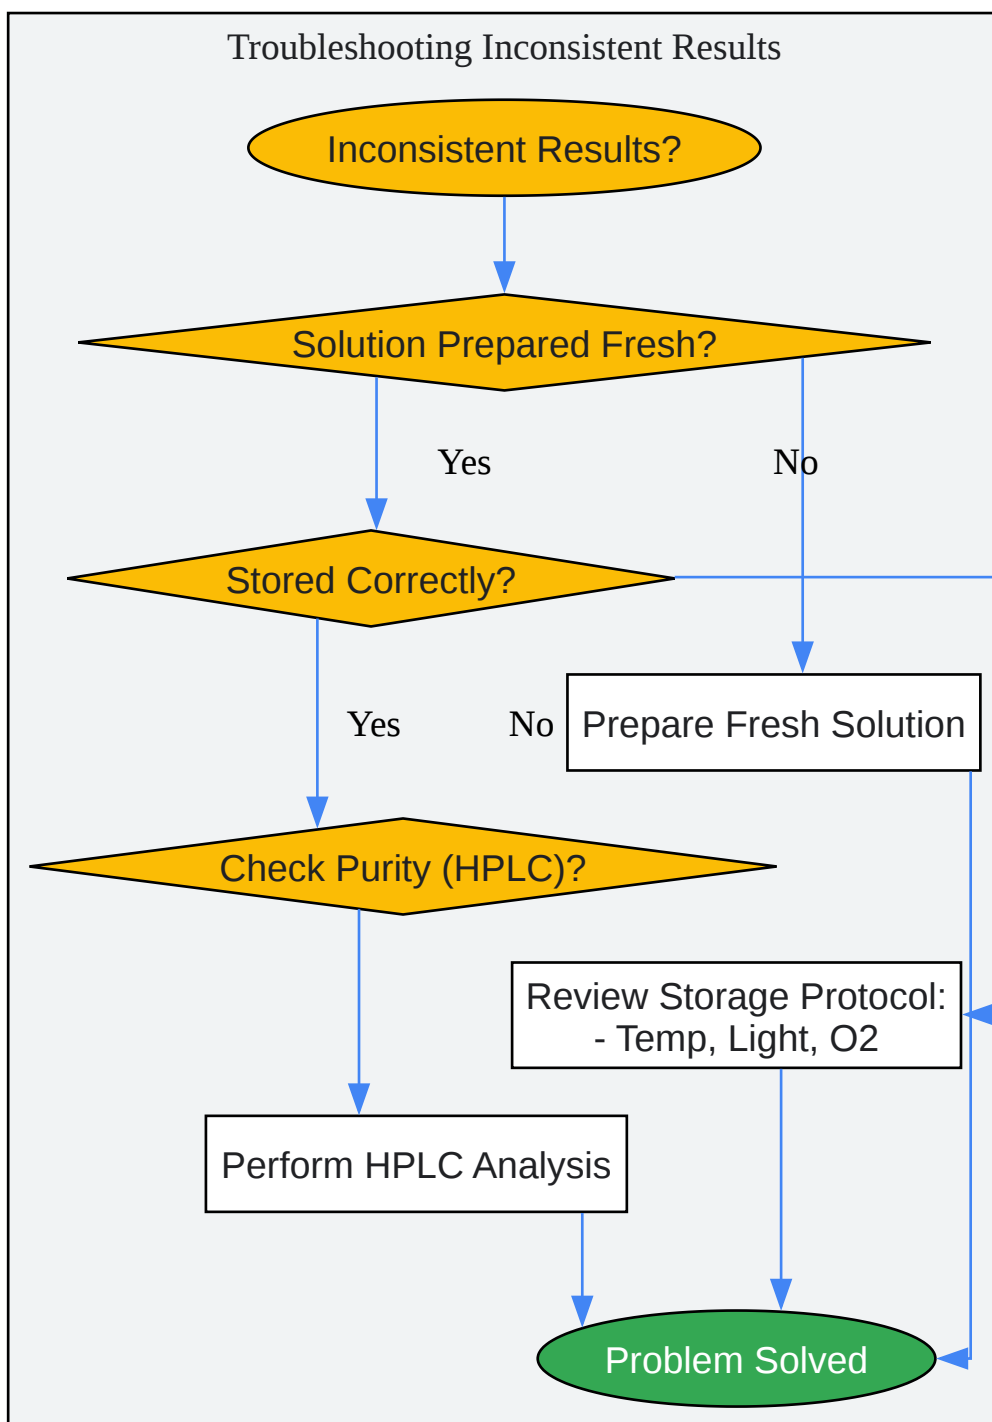 Troubleshooting Inconsistent Results
Inconsistent Results?
Solution Prepared Fresh?
Yes
No
Stored Correctly?
Yes
No
Prepare Fresh Solution
Check Purity (HPLC)?
Review Storage Protocol:
- Temp, Light, O2
Perform HPLC Analysis
Problem Solved